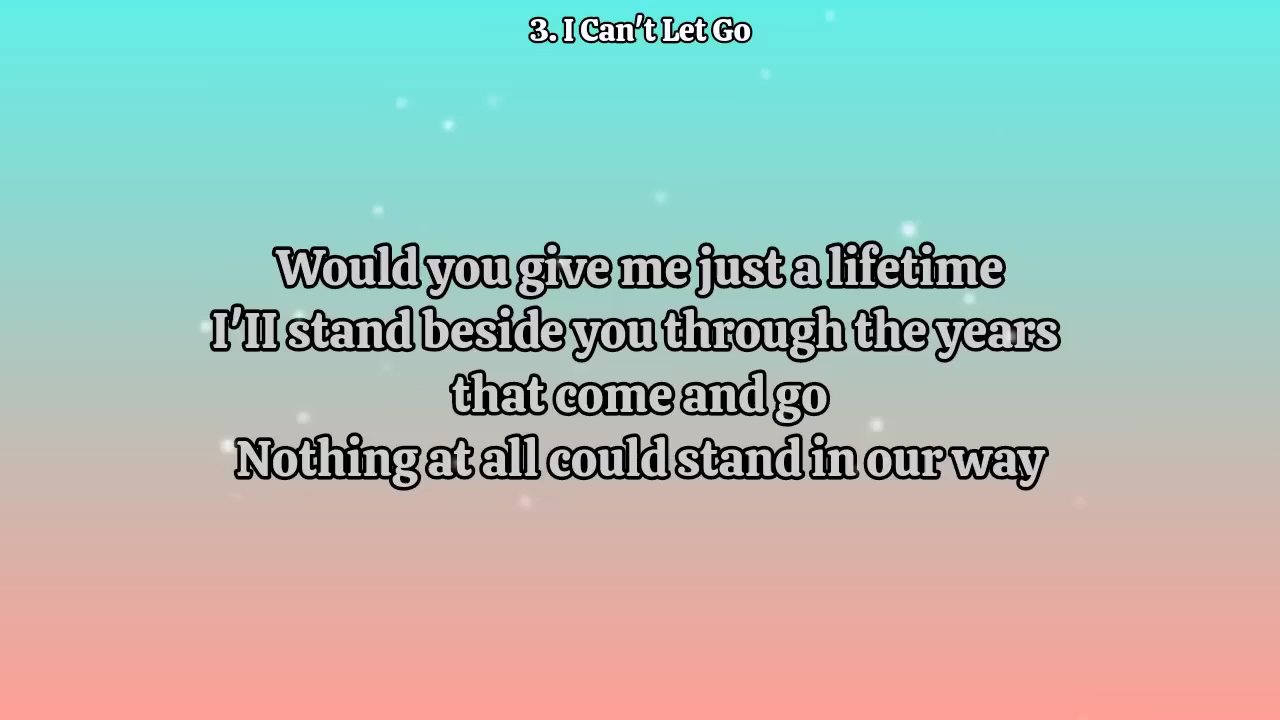 3. I Can't Let Go
Would you give me just a lifetime
I'II stand beside you through the years
that come and go
Nothing at all could stand in our way